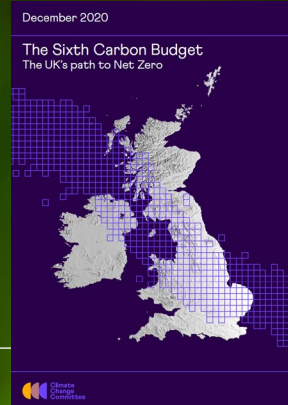 December 2020
The Sixth Carbon Budget
The UK's path to Net Zero
Climate
Change
Committee